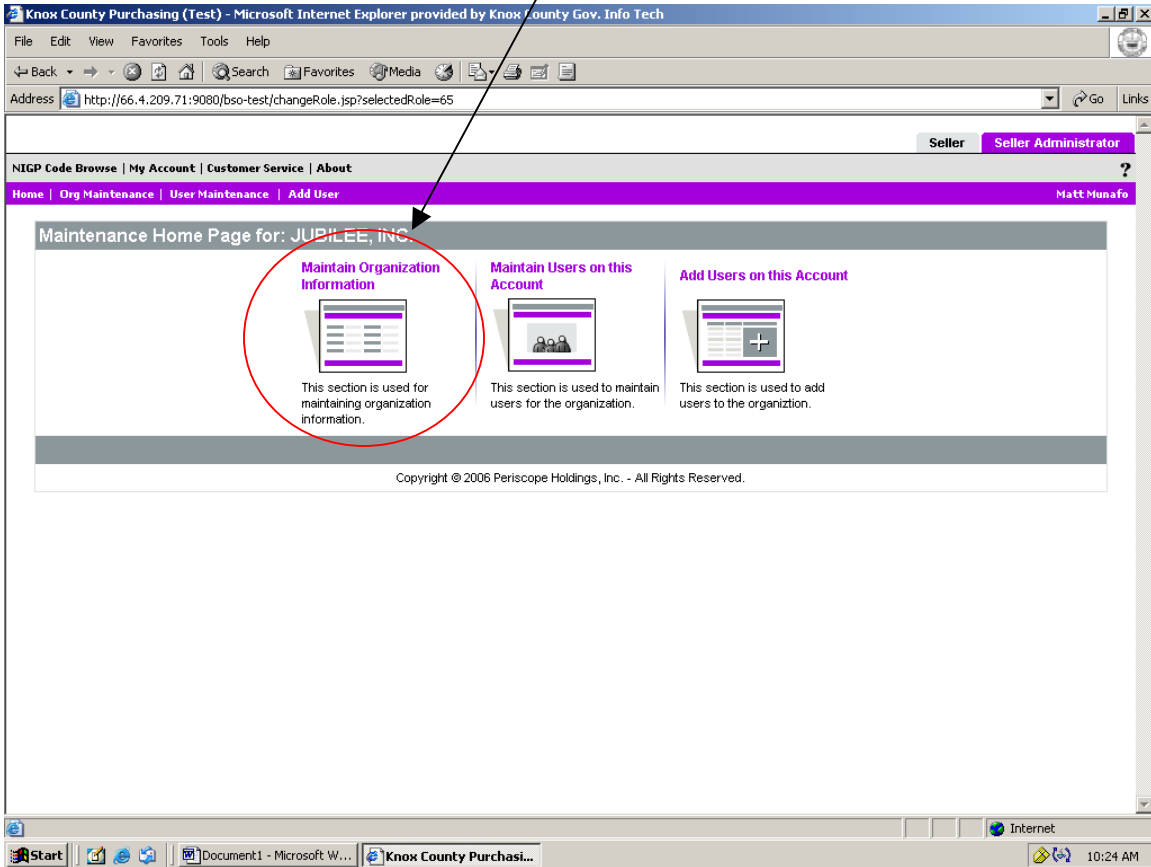 Knox County Purchasing (Test) - Microsoft Internet Explorer provided by Knox County Gov. Info Tech
File Edit View Favorites Tools Help
Back Search Favorites Media
Address http://66.4.209.71:9080/bso-test/changeRole.jsp?selectedRole=65 Go Links
Seller Seller Administrator
NIGP Code Browse | My Account | Customer Service | About ?
Home | Org Maintenance | User Maintenance | Add User Matt Munafo
Maintenance Home Page for: JUBILEE, INC.
Maintain Organization
Information
This section is used for
maintaining organization
information.
Maintain Users on this
Account
This section is used to maintain
users for the organization.
Add Users on this Account
This section is used to add
users to the organiztion.
Copyright © 2006 Periscope Holdings, Inc. - All Rights Reserved.
Internet
Start Document1 - Microsoft W... Knox County Purchasi... 10:24 AM